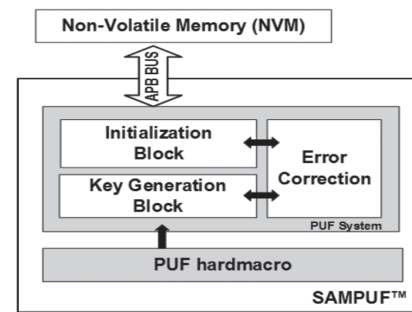 Non-Volatile Memory (NVM)
APB BUS
Initialization
Block
Error
Correction
Key Generation
Block
PUF System
PUF hardmacro
SAMPUF™